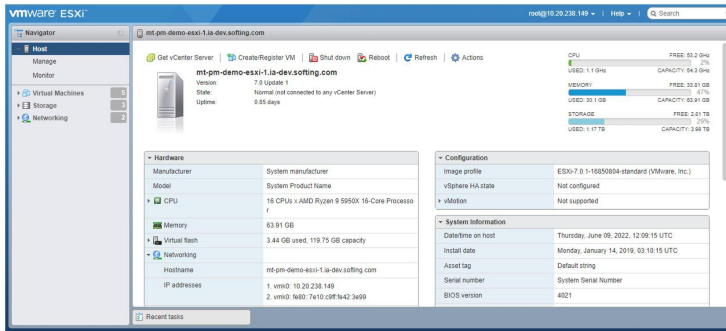 vmware ESXi™
root@10.20.238.149 | Help | Search
Navigator
mt-pm-demo-esxi-1.ia-dev.softing.com
Host
Manage
Monitor
Virtual Machines 5
Storage 3
Networking 2
Get vCenter Server | Create/Register VM | Shut down Reboot | Refresh | Actions
mt-pm-demo-esxi-1.ia-dev.softing.com
Version: 7.0 Update 1
State: Normal (not connected to any vCenter Server)
Uptime: 9.85 days
CPU FREE: 53.2 GHz
2%
USED: 1.1 GHz CAPACITY: 54.3 GHz
MEMORY FREE: 33.81 GB
47%
USED: 30.1 GB CAPACITY: 63.91 GB
STORAGE FREE: 2.81 TB
29%
USED: 1.17 TB CAPACITY: 3.98 TB
Hardware
Manufacturer System manufacturer
Model System Product Name
CPU 16 CPUs x AMD Ryzen 9 5950X 16-Core Processo
r
Memory 63.91 GB
Virtual flash 3.44 GB used, 119.75 GB capacity
Networking
Hostname mt-pm-demo-esxi-1.ia-dev.softing.com
IP addresses 1. vmk0: 10.20.238.149
2. vmk0: fe80::7e10:c9ff:fe42:3e99
Configuration
Image profile ESXi-7.0.1-16850804-standard (VMware, Inc.)
vSphere HA state Not configured
vMotion Not supported
System Information
Date/time on host Thursday, June 09, 2022, 12:09:15 UTC
Install date Monday, January 14, 2019, 03:10:15 UTC
Asset tag Default string
Serial number System Serial Number
BIOS version 4021
Recent tasks